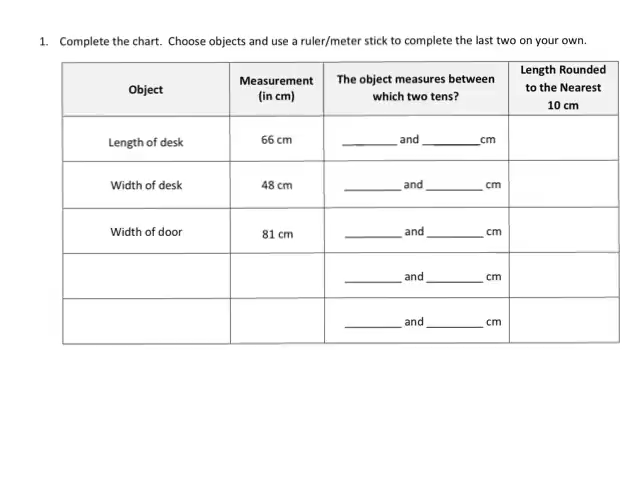 1. Complete the chart. Choose objects and use a ruler/meter stick to complete the last two on your own.
Object
Measurement
(in cm)
The object measures between
which two tens?
Length Rounded
to the Nearest
10 cm
Length of desk
66 cm
_________ and _________cm
Width of desk
48 cm
_________ and _________ cm
Width of door
81 cm
_________ and _________ cm
_________ and _________ cm
_________ and _________ cm